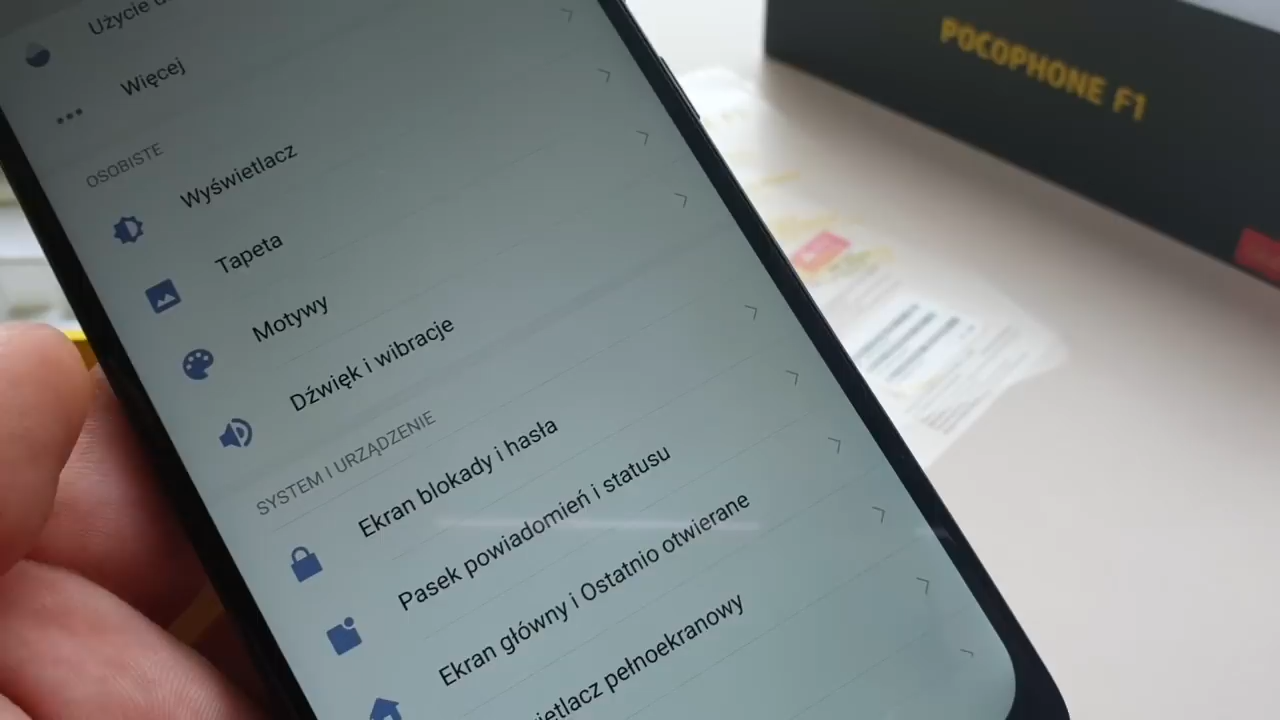 Użycie
Więcej
OSOBISTE
Wyświetlacz
Tapeta
Motywy
Dźwięk i wibracje
SYSTEM I URZĄDZENIE
Ekran blokady i hasła
Pasek powiadomień i statusu
Ekran główny i Ostatnio otwierane
pełnoekranowy
POCOPHONE F1